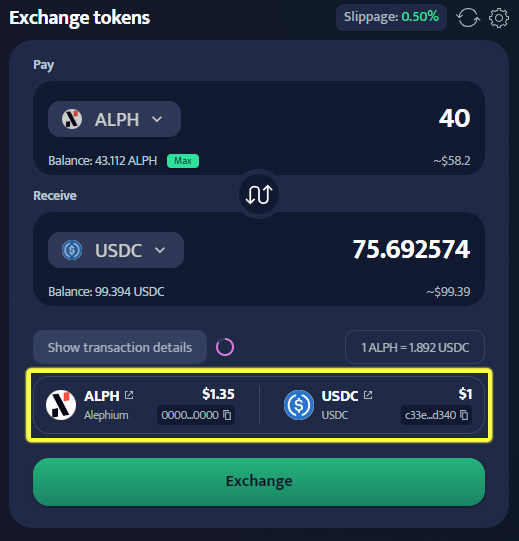 Exchange tokens
Slippage: 0.50%
Pay
ALPH
40
Balance: 43.112 ALPH
Max
~$58.2
Receive
USDC
75.692574
Balance: 99.394 USDC
~$99.39
Show transaction details
1 ALPH = 1.892 USDC
ALPH
$1.35
Alephium
0000...0000
USDC
$1
USDC
c33e...d340
Exchange